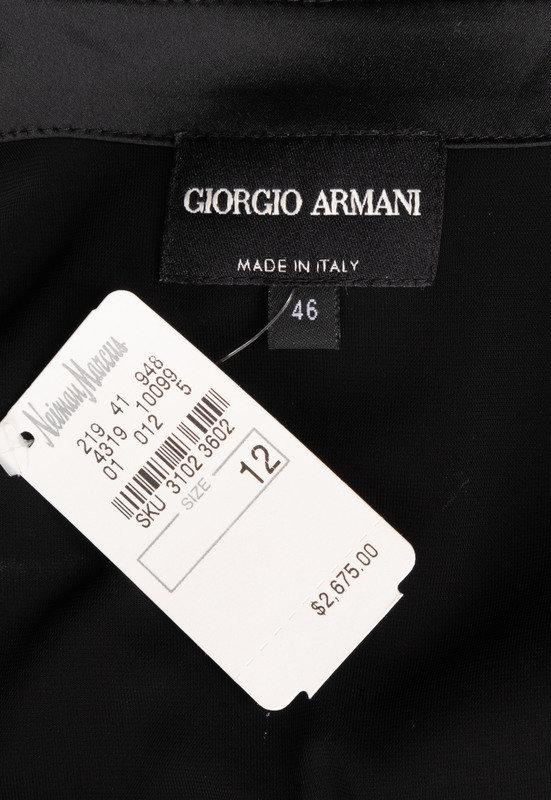 GIORGIO ARMANI
MADE IN ITALY
46
Neiman Marcus
219 41 948
4319 10099
01 012 5
SKU 3102 3602
SIZE
12
$2,675.00